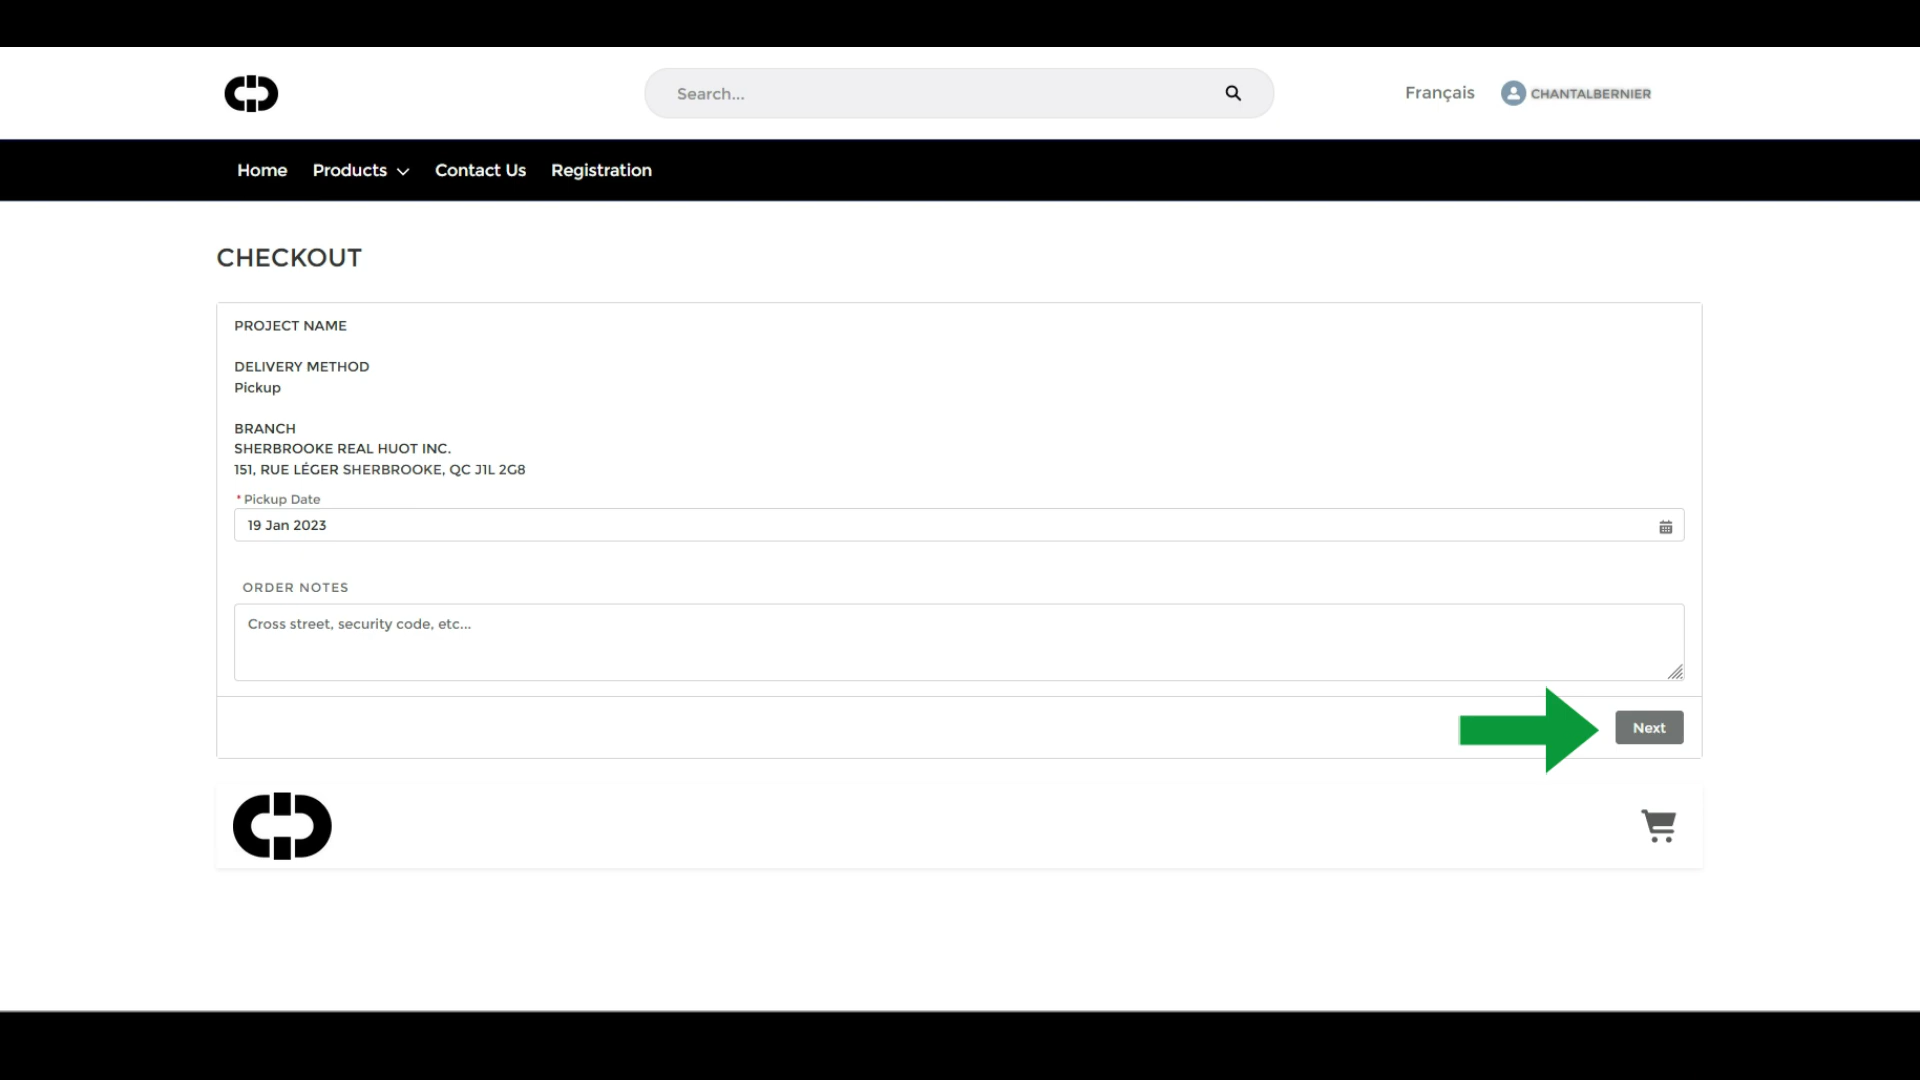 Search...
Français
CHANTALBERNIER
Home
Products
Contact Us
Registration
CHECKOUT
PROJECT NAME
DELIVERY METHOD
Pickup
BRANCH
SHERBROOKE REAL HUOT INC.
151, RUE LÉGER SHERBROOKE, QC J1L 2G8
* Pickup Date
19 Jan 2023
ORDER NOTES
Cross street, security code, etc...
Next